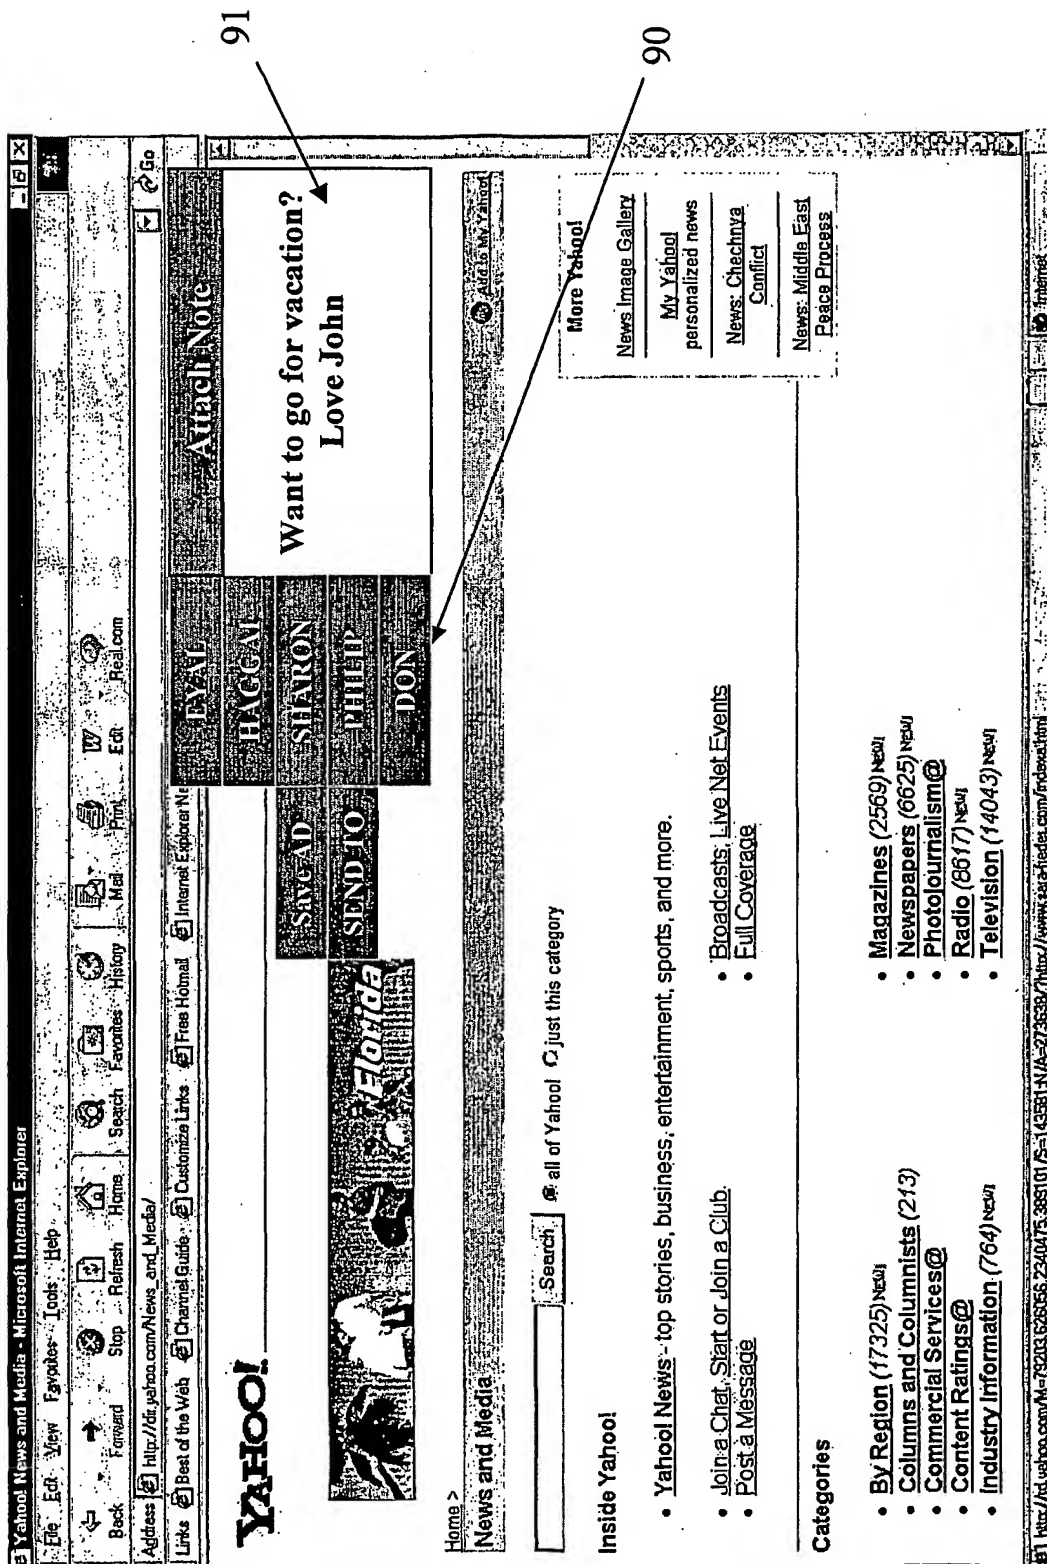 Yahoo! News and Media - Microsoft Internet Explorer
File Edit View Favorites Tools Help
Back Forward Stop Refresh Home Search Favorites History Mail Print Edit Real.com
Address http://dir.yahoo.com/News_and_Media/ Go
Links Best of the Web Channel Guide Customize Links Free Hotmail Internet Explorer Ne
YAHOO!
EYAL
HAGGAI
SHARON
PHILIP
DON
Save AD
SEND TO
Attach Note
Want to go for vacation?
Love John
91
90
Florida
Home >
News and Media
Add to My Yahoo!
Search all of Yahoo! just this category
Inside Yahoo!
• Yahoo! News - top stories, business, entertainment, sports, and more.
• Join a Chat, Start or Join a Club.
• Post a Message
• Broadcasts; Live Net Events
• Full Coverage
More Yahoo!
News Image Gallery
My Yahoo!
personalized news
News: Chechnya
Conflict
News: Middle East
Peace Process
Categories
• By Region (17325) NEW!
• Columns and Columnists (213)
• Commercial Services@
• Content Ratings@
• Industry Information (764) NEW!
• Magazines (2569) NEW!
• Newspapers (6625) NEW!
• Photojournalism@
• Radio (8617) NEW!
• Television (14043) NEW!
Internet